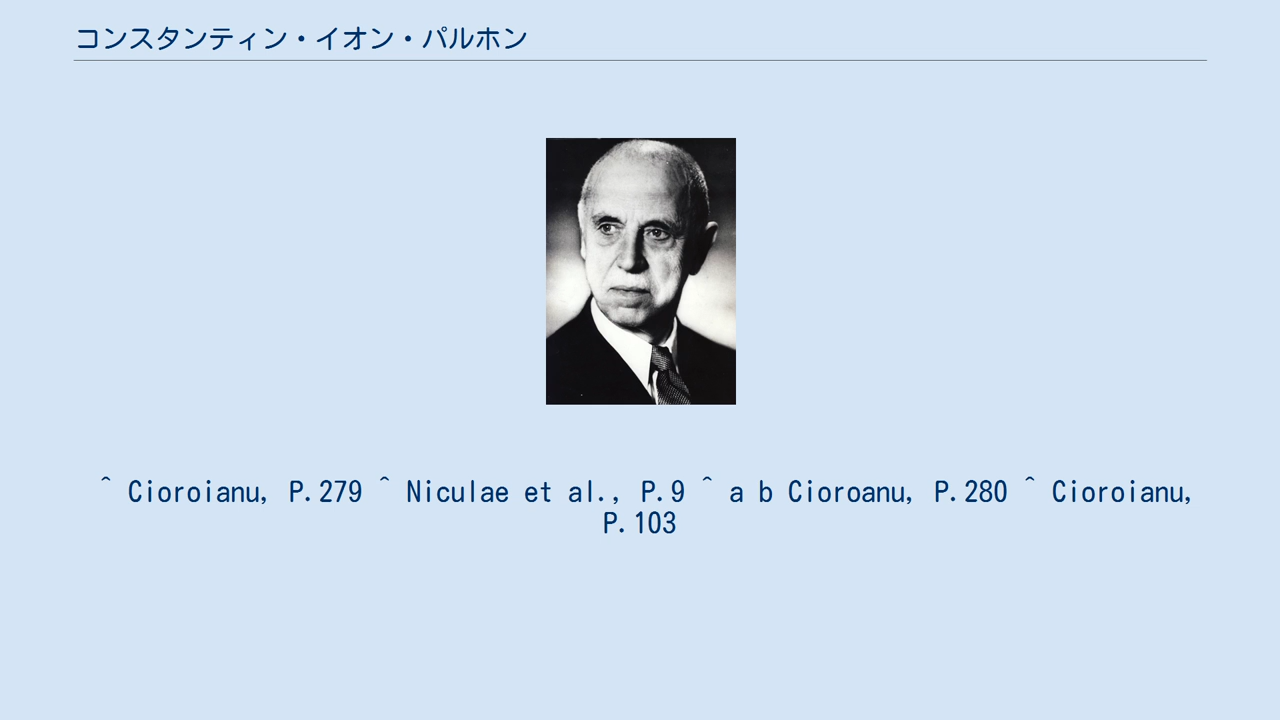 コンスタンティン・イオン・パルホン
^ Cioroianu, P.279 ^ Niculae et al., P.9 ^ a b Cioroanu, P.280 ^ Cioroianu,
P.103